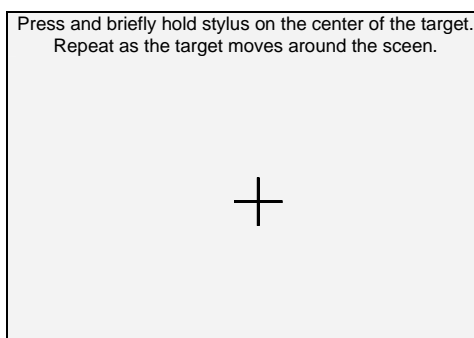 Press and briefly hold stylus on the center of the target.
Repeat as the target moves around the sceen.